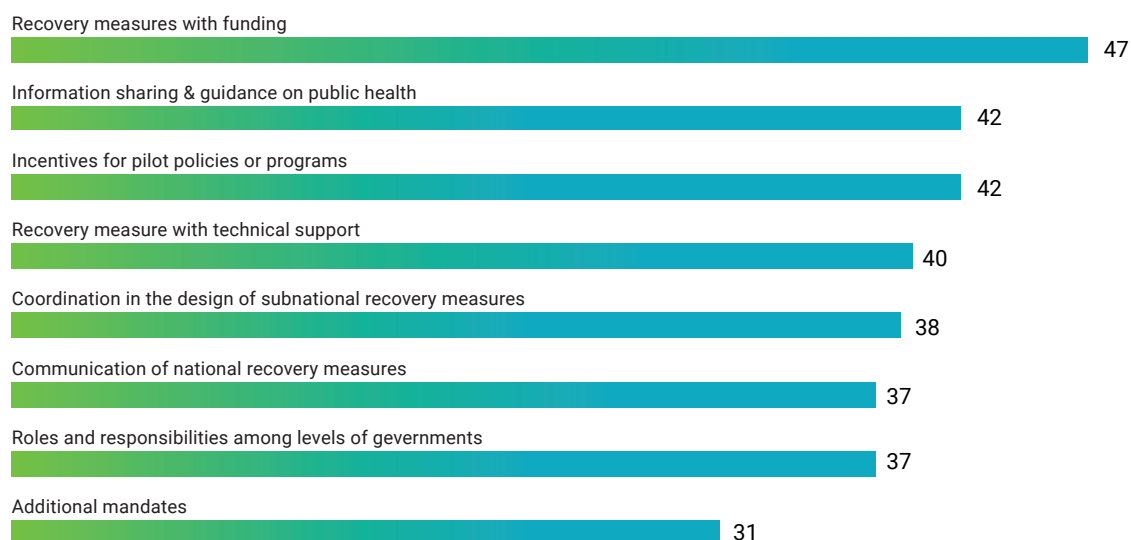 Recovery measures with funding
47
Information sharing & guidance on public health
42
Incentives for pilot policies or programs
42
Recovery measure with technical support
40
Coordination in the design of subnational recovery measures
38
Communication of national recovery measures
37
Roles and responsibilities among levels of gevernments
37
Additional mandates
31